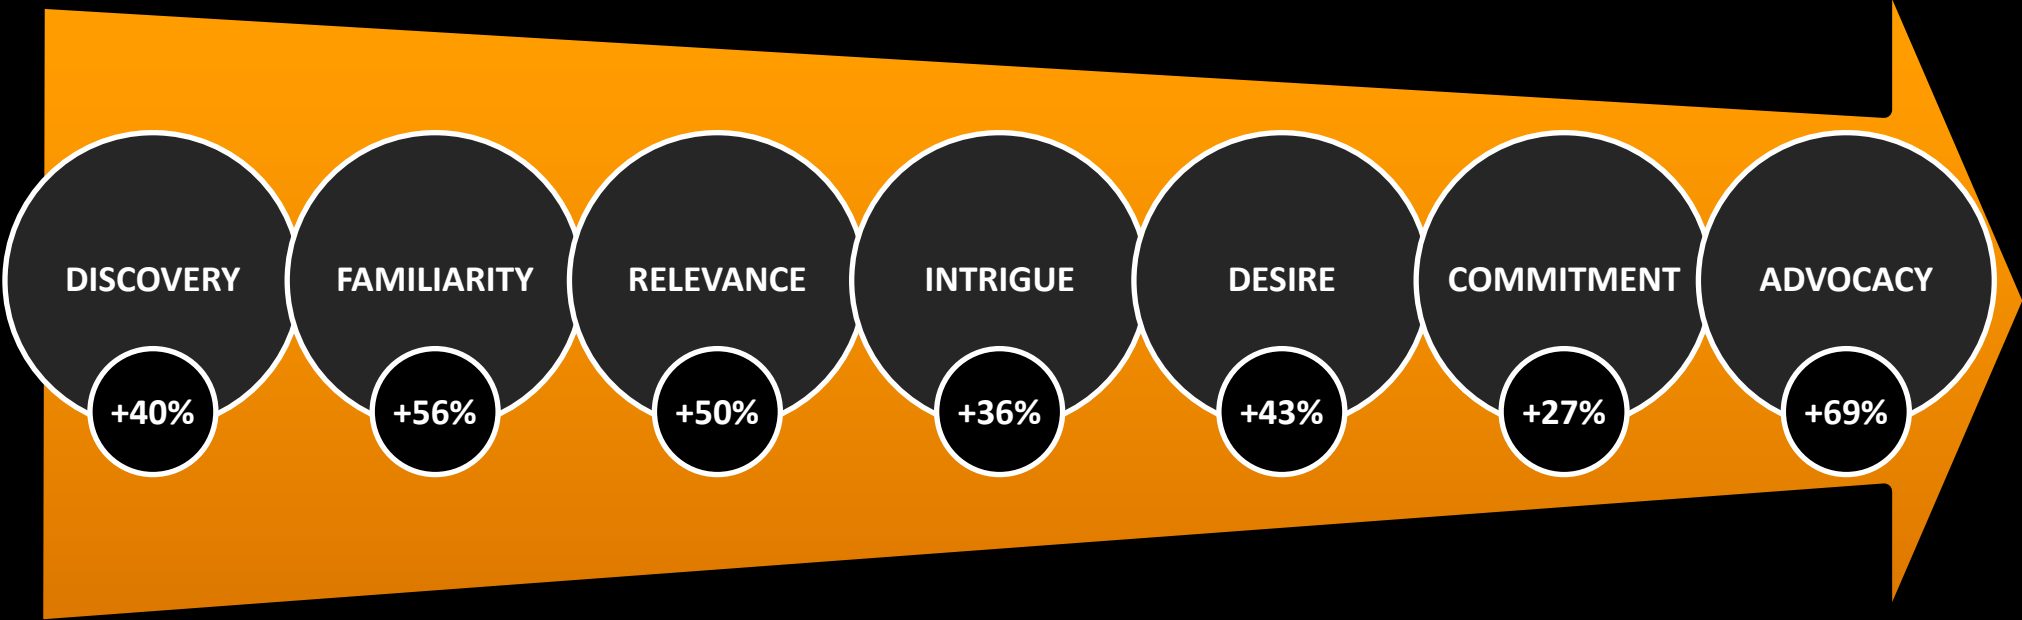 DISCOVERY
FAMILIARITY
RELEVANCE
INTRIGUE
DESIRE
COMMITMENT
ADVOCACY
+40%
+56%
+50%
+36%
+43%
+27%
+69%